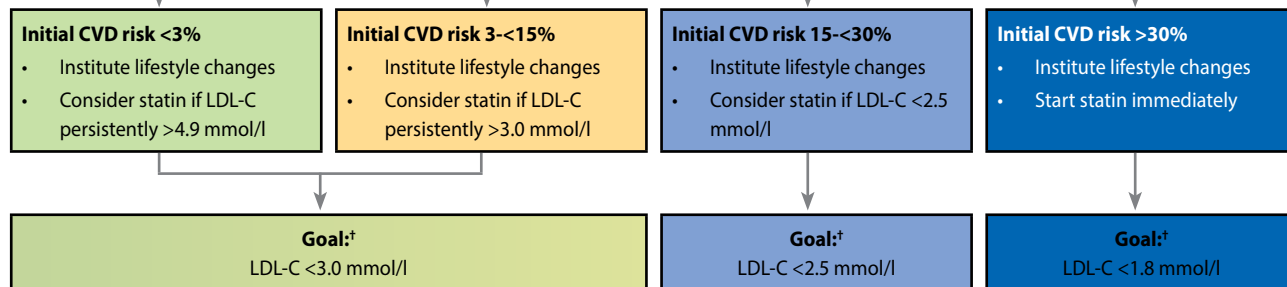 Initial CVD risk <3%
• Institute lifestyle changes
• Consider statin if LDL-C
persistently >4.9 mmol/l
Initial CVD risk 3-<15%
• Institute lifestyle changes
• Consider statin if LDL-C
persistently >3.0 mmol/l
Initial CVD risk 15-<30%
• Institute lifestyle changes
• Consider statin if LDL-C <2.5
mmol/l
Initial CVD risk >30%
• Institute lifestyle changes
• Start statin immediately
Goal:†
LDL-C <3.0 mmol/l
Goal:†
LDL-C <2.5 mmol/l
Goal:†
LDL-C <1.8 mmol/l